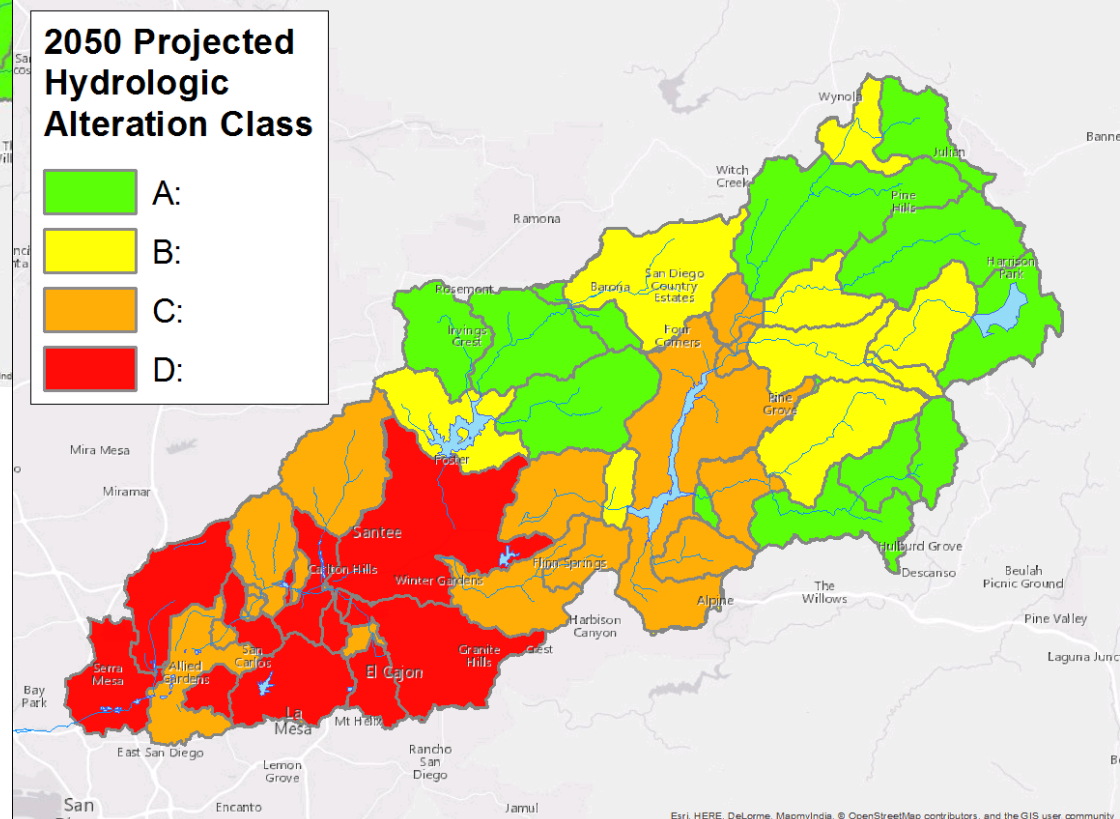 2050 Projected
Hydrologic
Alteration Class
A:
B:
C:
D:
Wynola
Banne
Julian
Witch
Creek
Pine
Hills
Ramona
Harrison
Park
San Diego
Country
Estates
Barona
Rosemont
Irvings
Crest
Four
Corners
Pine
Grove
Mira Mesa
Foster
Miramar
Santee
Hulburd Grove
Flinn Springs
Carlton Hills
Winter Gardens
Descanso
Beulah
Picnic Ground
The
Willows
Alpine
Harbison
Canyon
Pine Valley
Crest
Granite
Hills
San
Carlos
Laguna Junc
Serra
Mesa
Allied
Gardens
El Cajon
Bay
Park
La
Mesa
Mt Helix
East San Diego
Rancho
San
Diego
Lemon
Grove
San
Encanto
Jamul
Esri, HERE, DeLorme, MapmyIndia, © OpenStreetMap contributors, and the GIS user community